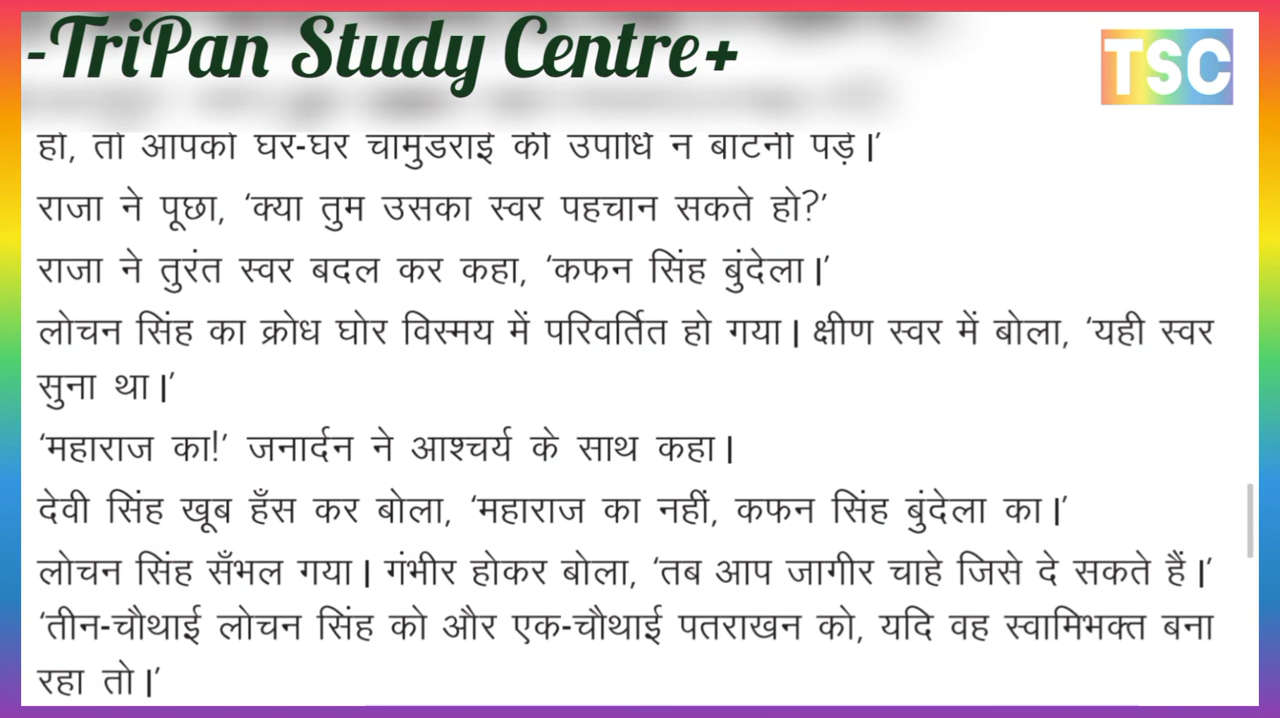 -TriPan Study Centre+
TSC
हो, तो आपको घर-घर चामुंडराई की उपाधि न बाटनी पड़े।’
राजा ने पूछा, ‘क्या तुम उसका स्वर पहचान सकते हो?’
राजा ने तुरंत स्वर बदल कर कहा, ‘कफन सिंह बुंदेला।’
लोचन सिंह का क्रोध घोर विस्मय में परिवर्तित हो गया। क्षीण स्वर में बोला, ‘यही स्वर
सुना था।’
‘महाराज का!’ जनार्दन ने आश्चर्य के साथ कहा।
देवी सिंह खूब हँस कर बोला, ‘महाराज का नहीं, कफन सिंह बुंदेला का।’
लोचन सिंह सँभल गया। गंभीर होकर बोला, ‘तब आप जागीर चाहे जिसे दे सकते हैं।’
‘तीन-चौथाई लोचन सिंह को और एक-चौथाई पतराखन को, यदि वह स्वामिभक्त बना
रहा तो।’